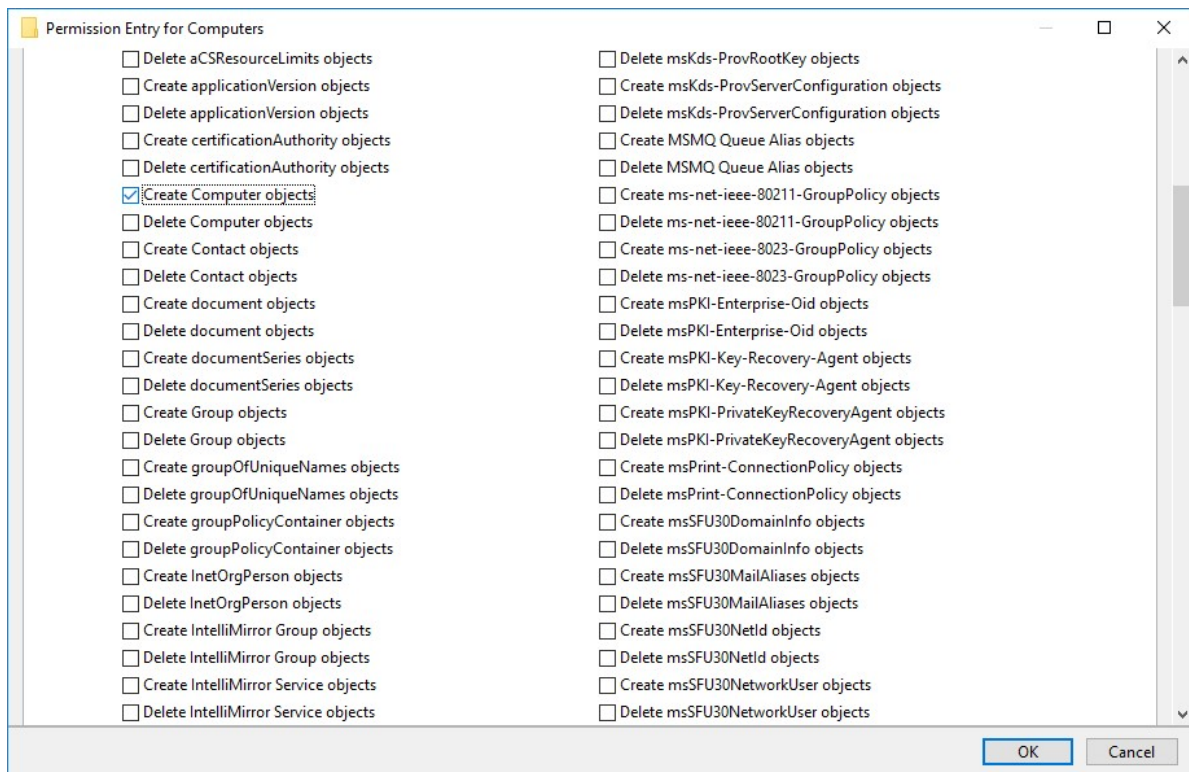 Permission Entry for Computers
Delete aCSResourceLimits objects
Create applicationVersion objects
Delete applicationVersion objects
Create certificationAuthority objects
Delete certificationAuthority objects
Create Computer objects
Delete Computer objects
Create Contact objects
Delete Contact objects
Create document objects
Delete document objects
Create documentSeries objects
Delete documentSeries objects
Create Group objects
Delete Group objects
Create groupOfUniqueNames objects
Delete groupOfUniqueNames objects
Create groupPolicyContainer objects
Delete groupPolicyContainer objects
Create InetOrgPerson objects
Delete InetOrgPerson objects
Create IntelliMirror Group objects
Delete IntelliMirror Group objects
Create IntelliMirror Service objects
Delete IntelliMirror Service objects
Delete msKds-ProvRootKey objects
Create msKds-ProvServerConfiguration objects
Delete msKds-ProvServerConfiguration objects
Create MSMQ Queue Alias objects
Delete MSMQ Queue Alias objects
Create ms-net-ieee-80211-GroupPolicy objects
Delete ms-net-ieee-80211-GroupPolicy objects
Create ms-net-ieee-8023-GroupPolicy objects
Delete ms-net-ieee-8023-GroupPolicy objects
Create msPKI-Enterprise-Oid objects
Delete msPKI-Enterprise-Oid objects
Create msPKI-Key-Recovery-Agent objects
Delete msPKI-Key-Recovery-Agent objects
Create msPKI-PrivateKeyRecoveryAgent objects
Delete msPKI-PrivateKeyRecoveryAgent objects
Create msPrint-ConnectionPolicy objects
Delete msPrint-ConnectionPolicy objects
Create msSFU30DomainInfo objects
Delete msSFU30DomainInfo objects
Create msSFU30MailAliases objects
Delete msSFU30MailAliases objects
Create msSFU30NetId objects
Delete msSFU30NetId objects
Create msSFU30NetworkUser objects
Delete msSFU30NetworkUser objects
OK
Cancel